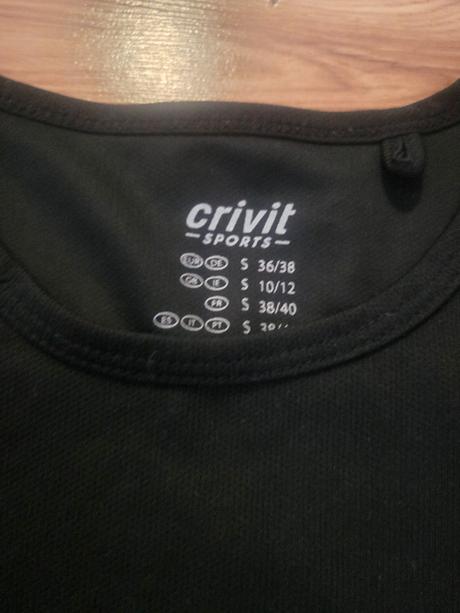 crivit
SPORTS
EUR DE S 36/38
GB IE S 10/12
FR S 38/40
ES IT PT S